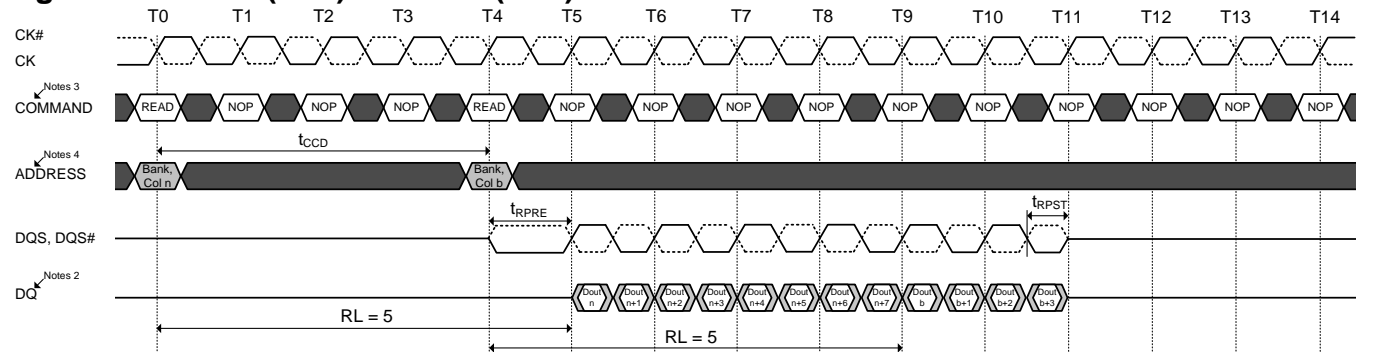 T0 T1 T2 T3 T4 T5 T6 T7 T8 T9 T10 T11 T12 T13 T14
CK#
CK
Notes 3
COMMAND READ NOP NOP NOP READ NOP NOP NOP NOP NOP NOP NOP NOP NOP NOP
tCCD
Notes 4
ADDRESS Bank, Col n Bank, Col b
tRPRE tRPST
DQS, DQS#
Notes 2
DQ Dout n Dout n+1 Dout n+2 Dout n+3 Dout n+4 Dout n+5 Dout n+6 Dout n+7 Dout b Dout b+1 Dout b+2 Dout b+3
RL = 5
RL = 5